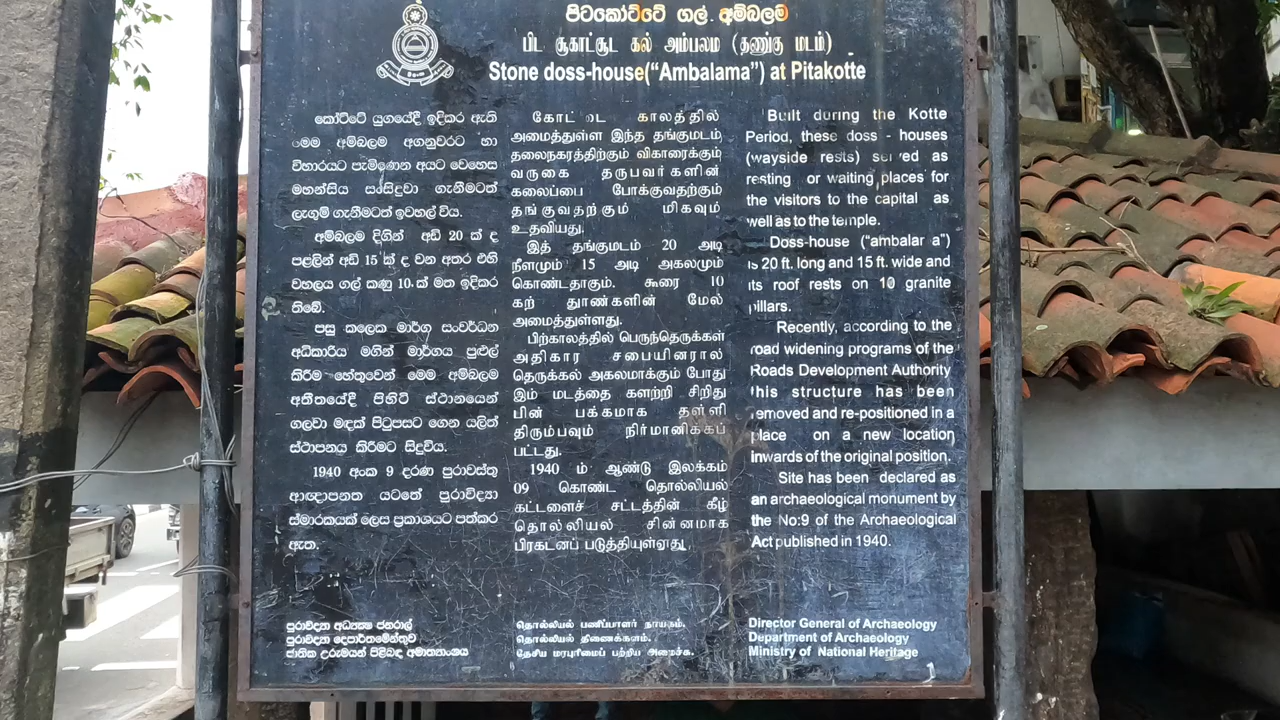 පිටකෝට්ටේ ගල් අම්බලම
பிட சூகாட்சூட கல் அம்பலம (தணங்கு மடம்)
Stone doss-house(“Ambalama”) at Pitakotte
කෝට්ටේ යුගයේදී ඉදිකර ඇති
මෙම අම්බලම අගනුවරට හා
විහාරයට පැමිණෙන අයට වෙහෙස
මහන්සිය සංසිදුවා ගැනීමටත්
ලැගුම් ගැනීමටත් ඉවහල් විය.
අම්බලම දිගින් අඩි 20 ක් ද
පළලින් අඩි 15 ක් ද වන අතර එහි
වහලය ගල් කණු 10 ක් මත ඉදිකර
තිබේ.
පසු කලෙක මාර්ග සංවර්ධන
අධිකාරිය මගින් මාර්ගය පුළුල්
කිරීම හේතුවෙන් මෙම අම්බලම
අතීතයේදී පිහිටි ස්ථානයෙන්
ගලවා මඳක් පිටුපසට ගෙන යලිත්
ස්ථාපනය කිරීමට සිදුවිය.
1940 අංක 9 දරණ පුරාවස්තු
ආඥාපනත යටතේ පුරාවිද්‍යා
ස්මාරකයක් ලෙස ප්‍රකාශයට පත්කර
ඇත.
පුරාවිද්‍යා අධ්‍යක්ෂ ජනරාල්
පුරාවිද්‍යා දෙපාර්තමේන්තුව
ජාතික උරුමයන් පිළිබඳ අමාත්‍යාංශය
கோட்டை காலத்தில்
அமைத்துள்ள இந்த தங்குமடம்
தலைநகரத்திற்கும் விகாரைக்கும்
வருகை தருபவர்களின்
கலைப்பை போக்குவதற்கும்
தங்குவதற்கும் மிகவும்
உதவியது.
இத் தங்குமடம் 20 அடி
நீளமும் 15 அடி அகலமும்
கொண்டதாகும். கூரை 10
கற் தூண்களின் மேல்
அமைத்துள்ளது.
பிற்காலத்தில் பெருந்தெருக்கள்
அதிகார சபையினரால்
தெருக்கல் அகலமாக்கும் போது
இம் மடத்தை களற்றி சிறிது
பின் பக்கமாக தள்ளி
திரும்பவும் நிர்மானிக்கப்
பட்டது.
1940 ம் ஆண்டு இலக்கம்
09 கொண்ட தொல்லியல்
கட்டளைச் சட்டத்தின் கீழ்
தொல்லியல் சின்னமாக
பிரகடனப் படுத்தியுள்ளது.
தொல்லியல் பணிப்பாளர் நாயகம்.
தொல்லியல் திணைக்களம்.
தேசிய மரபுரிமைப் பற்றிய அமைச்சு.
Built during the Kotte
Period, these doss - houses
(wayside rests) served as
resting or waiting places for
the visitors to the capital as
well as to the temple.
Doss-house (“ambalama”)
is 20 ft. long and 15 ft. wide and
its roof rests on 10 granite
pillars.
Recently, according to the
road widening programs of the
Roads Development Authority
this structure has been
removed and re-positioned in a
place on a new location
inwards of the original position.
Site has been declared as
an archaeological monument by
the No:9 of the Archaeological
Act published in 1940.
Director General of Archaeology
Department of Archaeology
Ministry of National Heritage